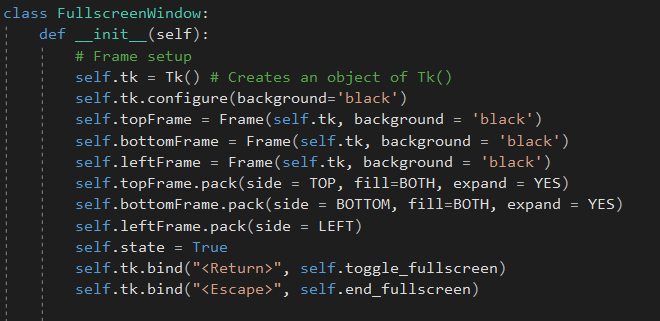 class FullscreenWindow:
    def __init__(self):
        # Frame setup
        self.tk = Tk() # Creates an object of Tk()
        self.tk.configure(background='black')
        self.topFrame = Frame(self.tk, background = 'black')
        self.bottomFrame = Frame(self.tk, background = 'black')
        self.leftFrame = Frame(self.tk, background = 'black')
        self.topFrame.pack(side = TOP, fill=BOTH, expand = YES)
        self.bottomFrame.pack(side = BOTTOM, fill=BOTH, expand = YES)
        self.leftFrame.pack(side = LEFT)
        self.state = True
        self.tk.bind("<Return>", self.toggle_fullscreen)
        self.tk.bind("<Escape>", self.end_fullscreen)